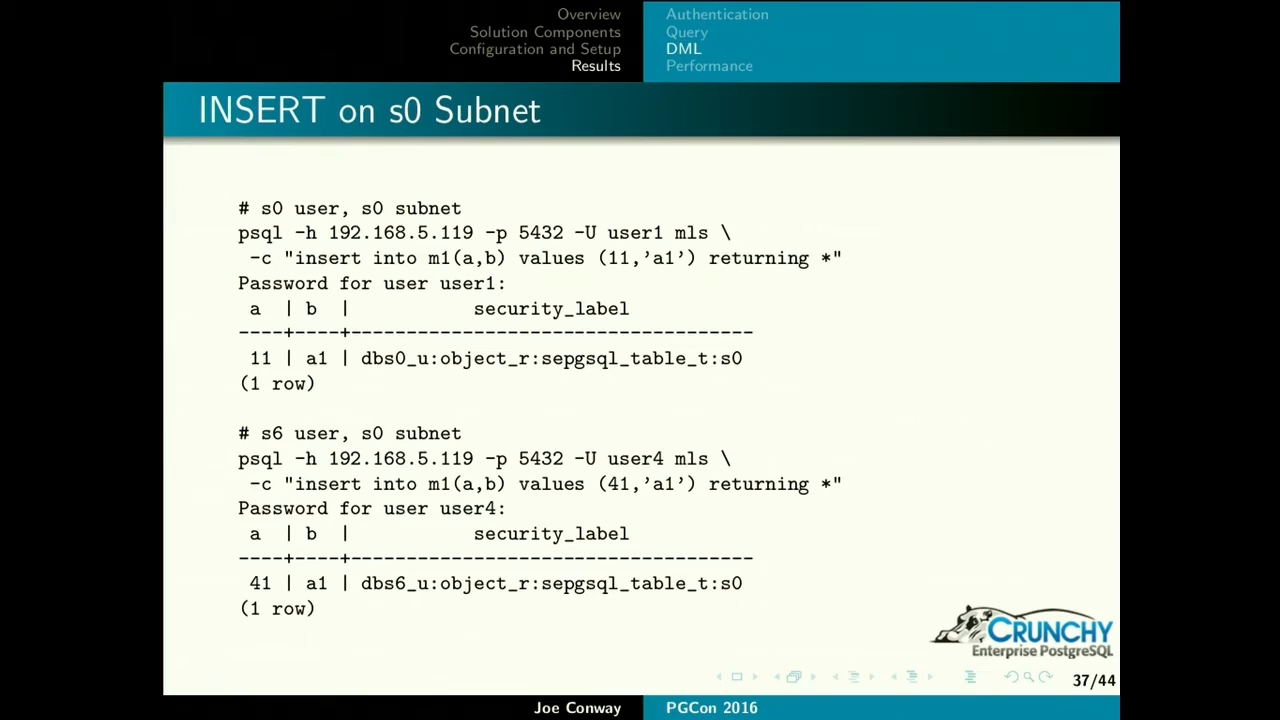 Overview
Solution Components
Configuration and Setup
Results
Authentication
Query
DML
Performance
INSERT on s0 Subnet
# s0 user, s0 subnet
psql -h 192.168.5.119 -p 5432 -U user1 mls \
-c "insert into m1(a,b) values (11,’a1’) returning *"
Password for user user1:
a | b | security_label
----+----+------------------------------------
11 | a1 | dbs0_u:object_r:sepgsql_table_t:s0
(1 row)
# s6 user, s0 subnet
psql -h 192.168.5.119 -p 5432 -U user4 mls \
-c "insert into m1(a,b) values (41,’a1’) returning *"
Password for user user4:
a | b | security_label
----+----+------------------------------------
41 | a1 | dbs6_u:object_r:sepgsql_table_t:s0
(1 row)
CRUNCHY
Enterprise PostgreSQL
37/44
Joe Conway
PGCon 2016